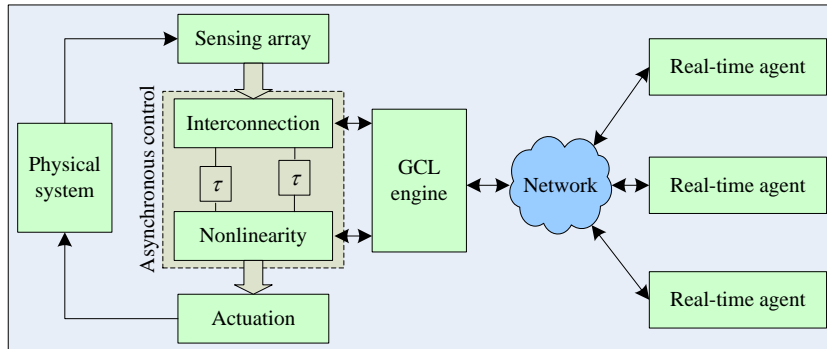 Sensing array
Asynchronous control
Interconnection
τ
τ
Nonlinearity
Actuation
Physical
system
GCL
engine
Network
Real-time agent
Real-time agent
Real-time agent